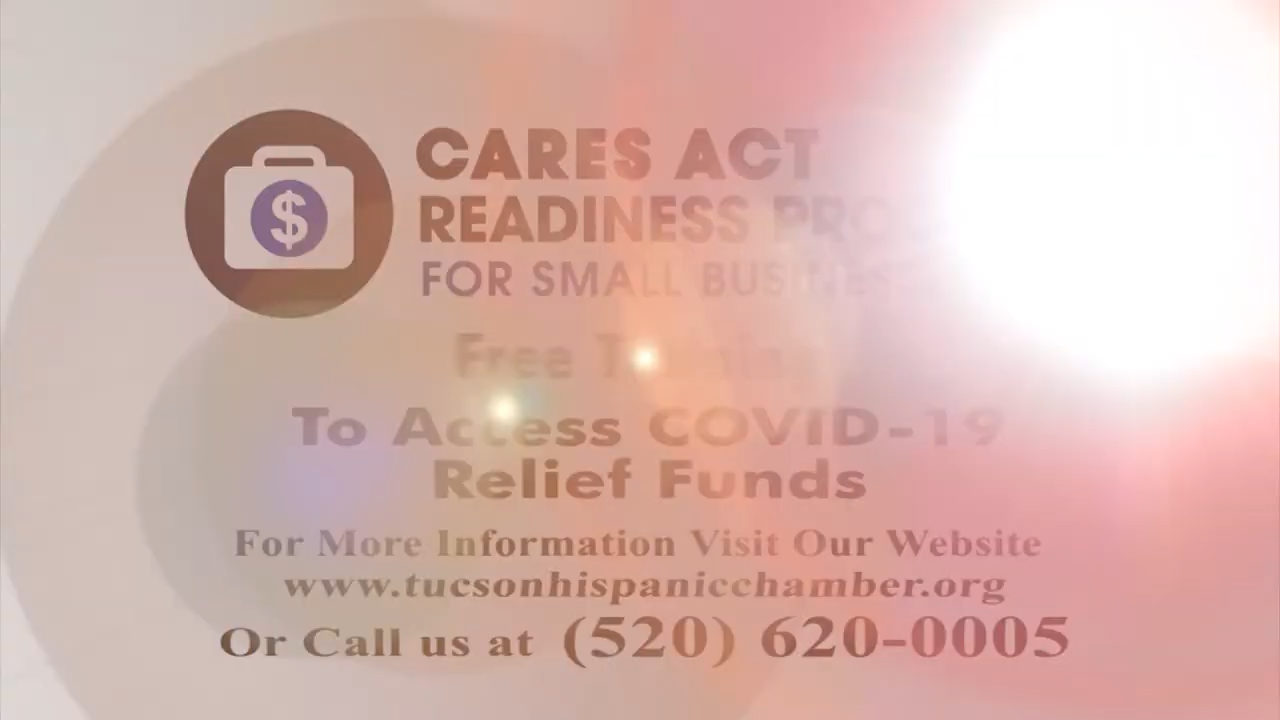 $
CARES ACT
READINESS
FOR SMALL
Free
To Access COVID-19
Relief Funds
For More Information Visit Our Website
www.tucsonhispanicchamber.org
Or Call us at (520) 620-0005